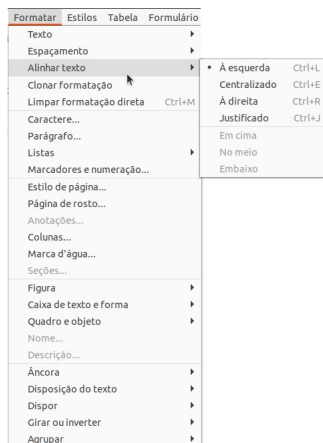 Formatar Estilos Tabela Formulário
Texto
Espaçamento
Alinhar texto
Clonar formatação
Limpar formatação direta Ctrl+M
Caractere...
Parágrafo...
Listas
Marcadores e numeração...
Estilo de página...
Página de rosto...
Anotações...
Colunas...
Marca d'água...
Seções...
Figura
Caixa de texto e forma
Quadro e objeto
Nome...
Descrição...
Âncora
Disposição do texto
Dispor
Girar ou inverter
Agrupar
À esquerda Ctrl+L
Centralizado Ctrl+E
À direita Ctrl+R
Justificado Ctrl+J
Em cima
No meio
Embaixo